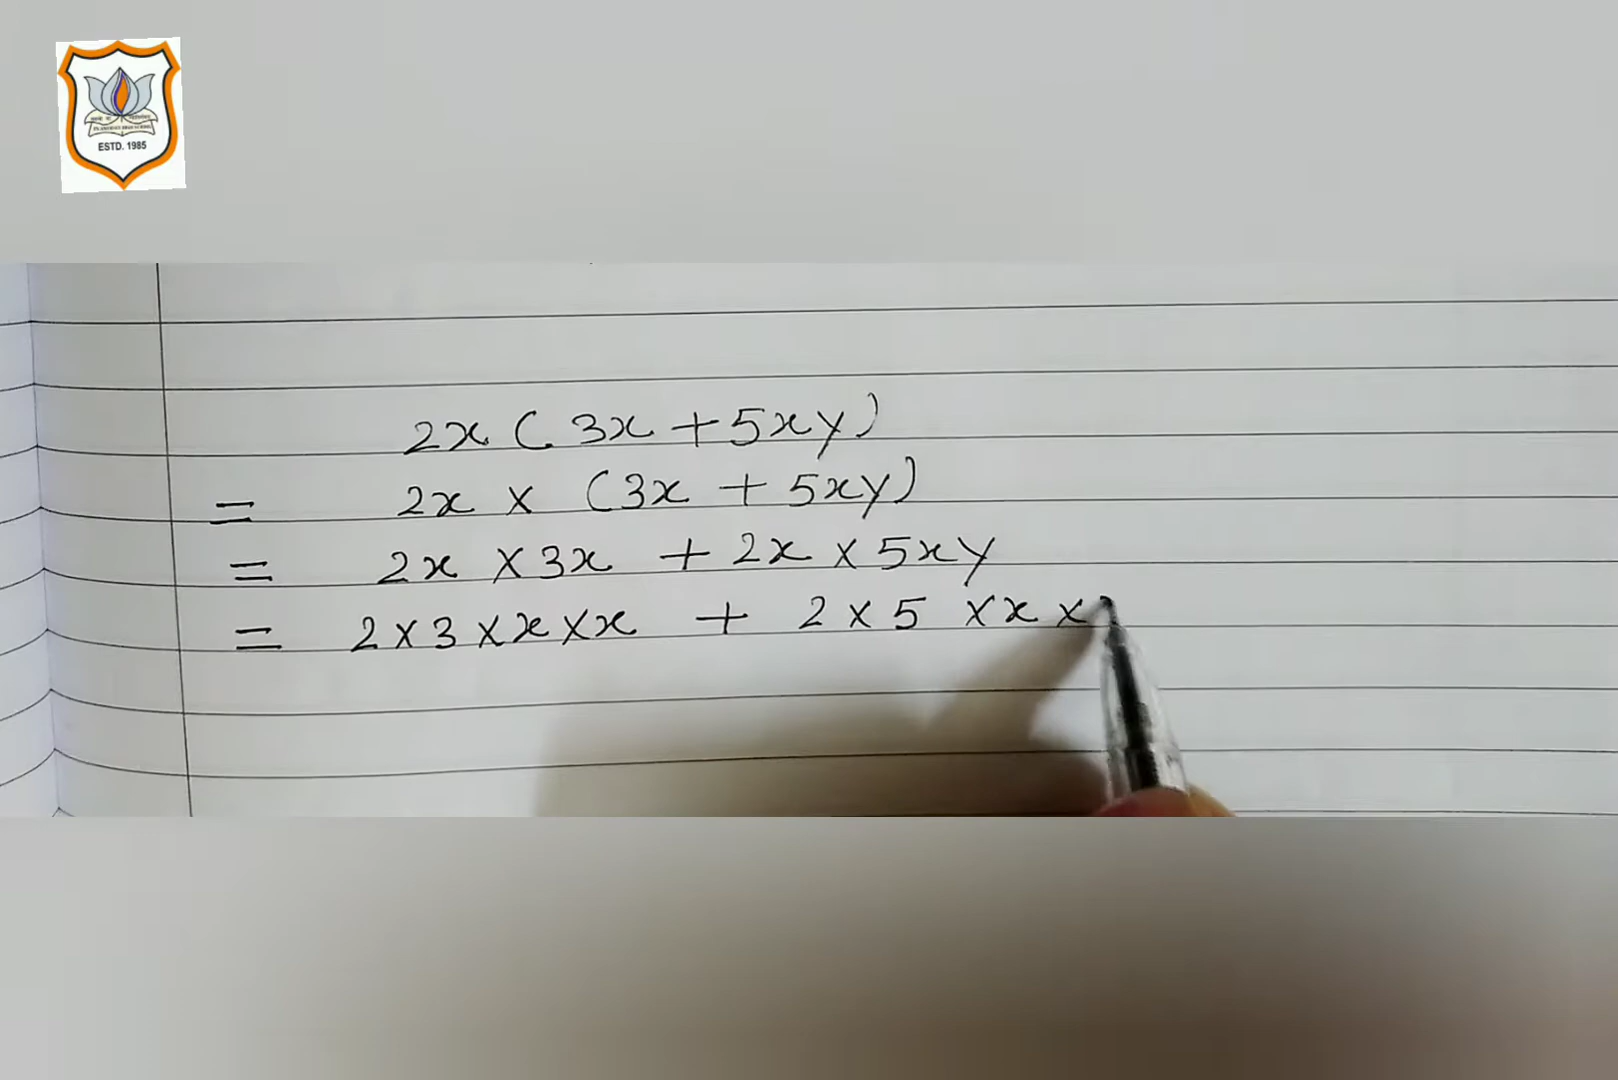 ESTD. 1985
2x (3x + 5xy)
= 2x × (3x + 5xy)
= 2x × 3x + 2x × 5xy
= 2 × 3 × x × x + 2 × 5 × x ×